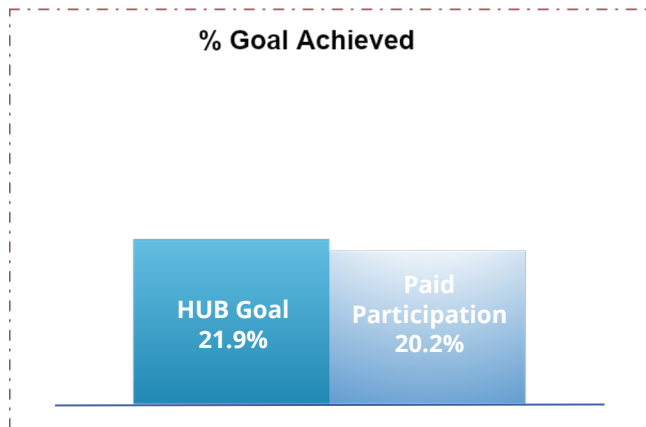 % Goal Achieved
HUB Goal
21.9%
Paid
Participation
20.2%